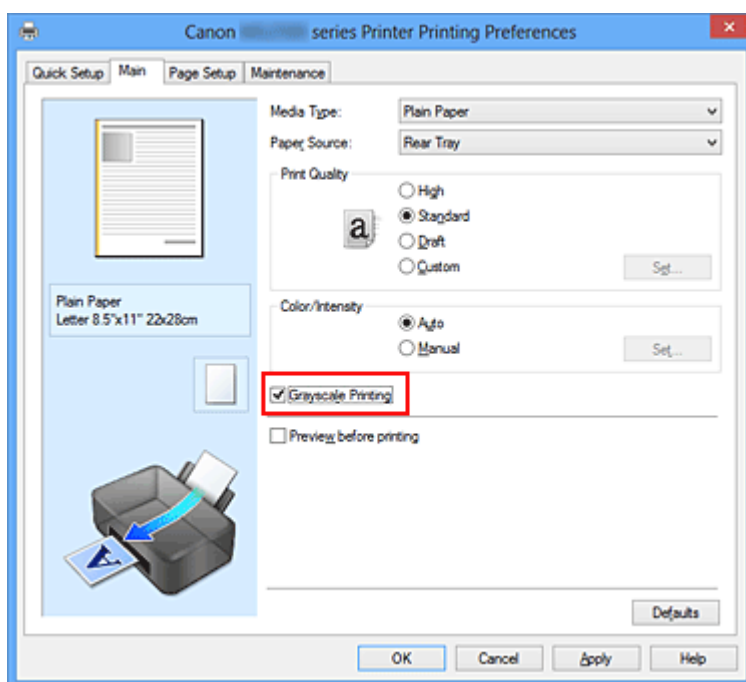 Canon series Printer Printing Preferences
Quick Setup Main Page Setup Maintenance
Media Type: Plain Paper
Paper Source: Rear Tray
Print Quality
High
a Standard
Draft
Custom Set...
Plain Paper
Letter 8.5"x11" 22x28cm
Color/Intensity
Auto
Manual Set...
Grayscale Printing
Preview before printing
A
Defaults
OK Cancel Apply Help